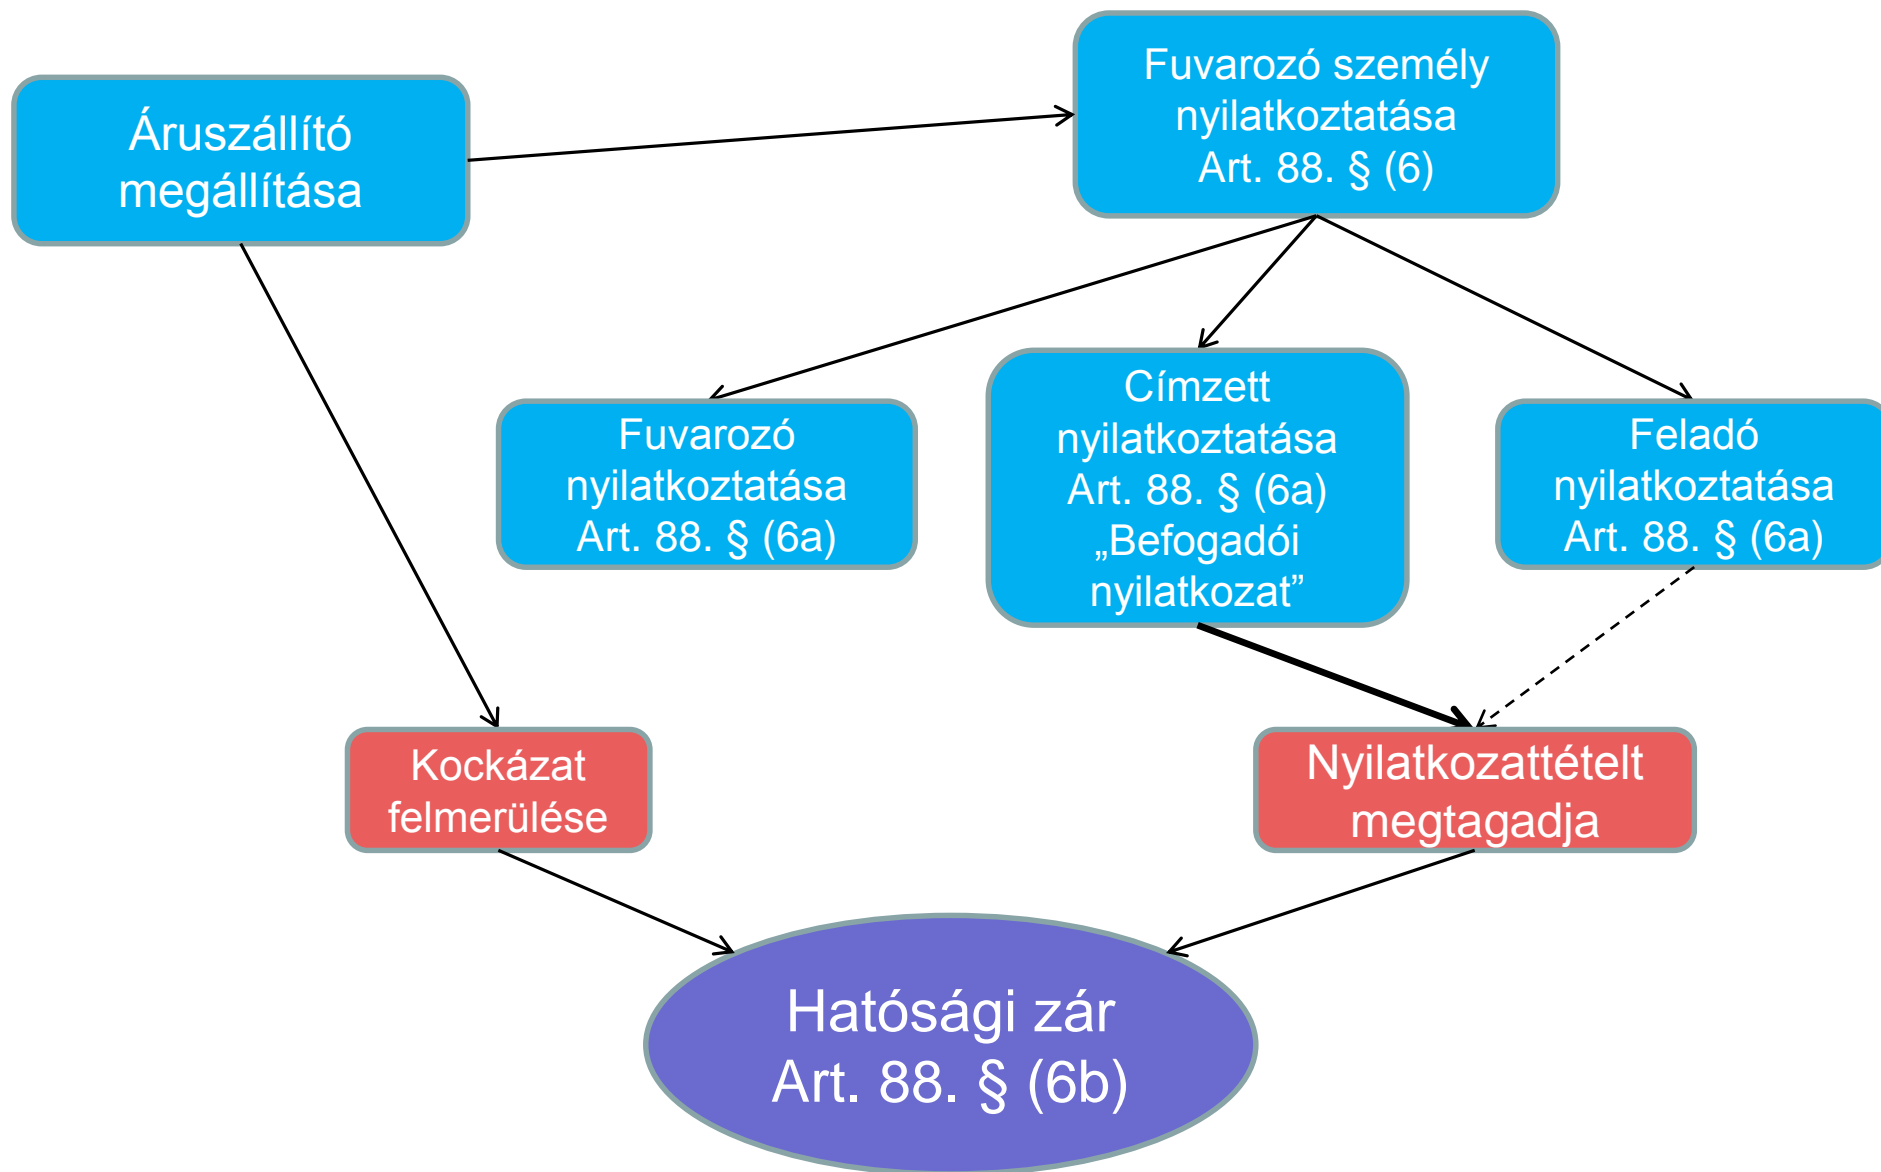 Fuvarozó személy
nyilatkoztatása
Art. 88. § (6)
Áruszállító
megállítása
Fuvarozó
nyilatkoztatása
Art. 88. § (6a)
Címzett
nyilatkoztatása
Art. 88. § (6a)
„Befogadói
nyilatkozat”
Feladó
nyilatkoztatása
Art. 88. § (6a)
Kockázat
felmerülése
Nyilatkozattételt
megtagadja
Hatósági zár
Art. 88. § (6b)